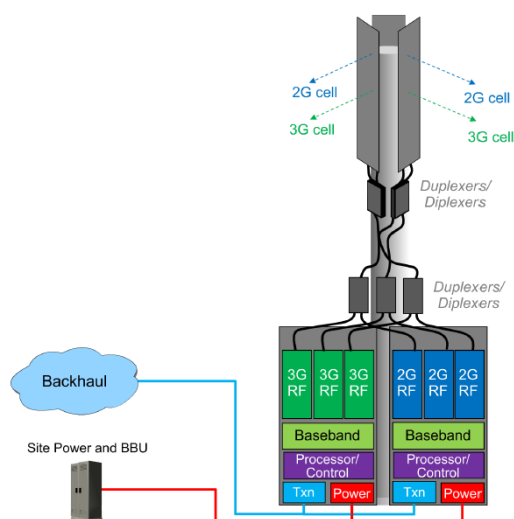 2G cell
2G cell
3G cell
3G cell
Duplexers/
Diplexers
Duplexers/
Diplexers
3G
RF
3G
RF
3G
RF
2G
RF
2G
RF
2G
RF
Backhaul
Baseband
Baseband
Processor/
Control
Processor/
Control
Site Power and BBU
Txn
Power
Txn
Power